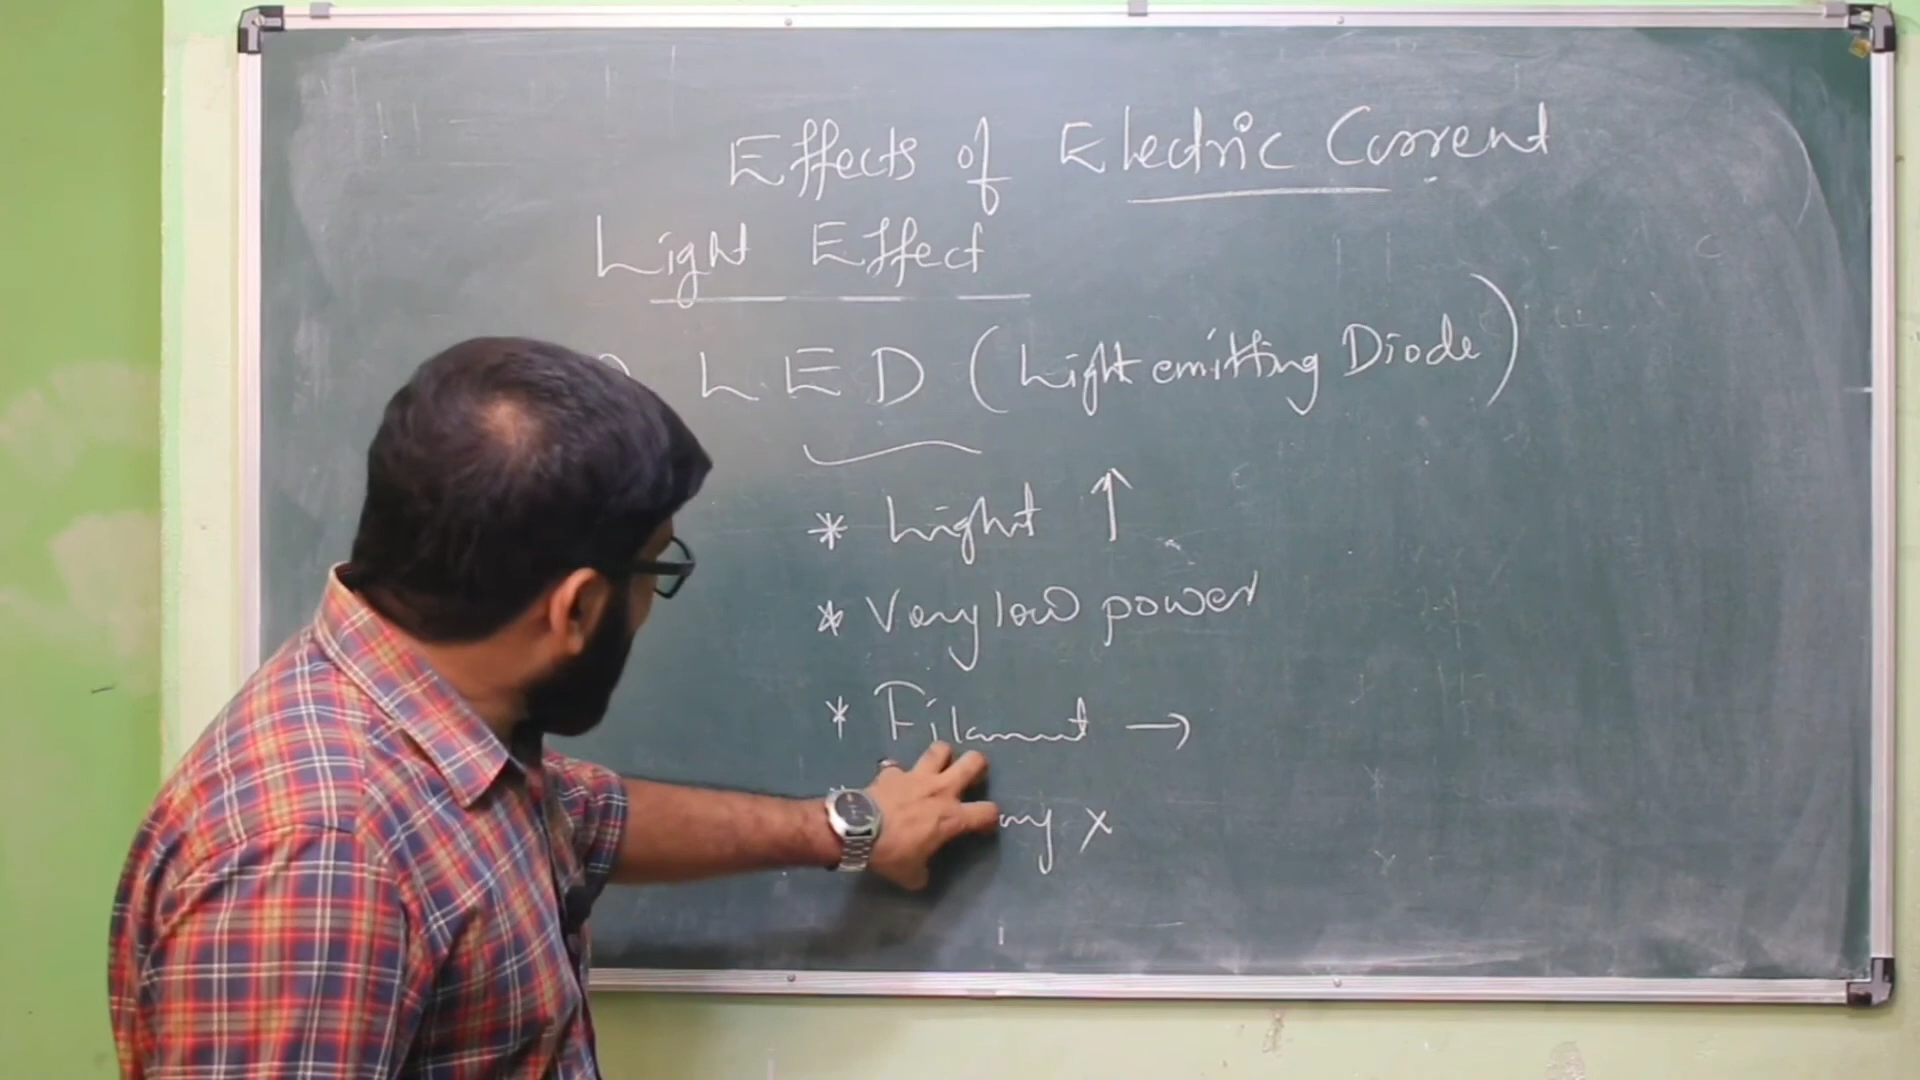 Effects of Electric Current
Light Effect
LED (Light emitting Diode)
* Light ↑
* Very low power
* Filament →
x